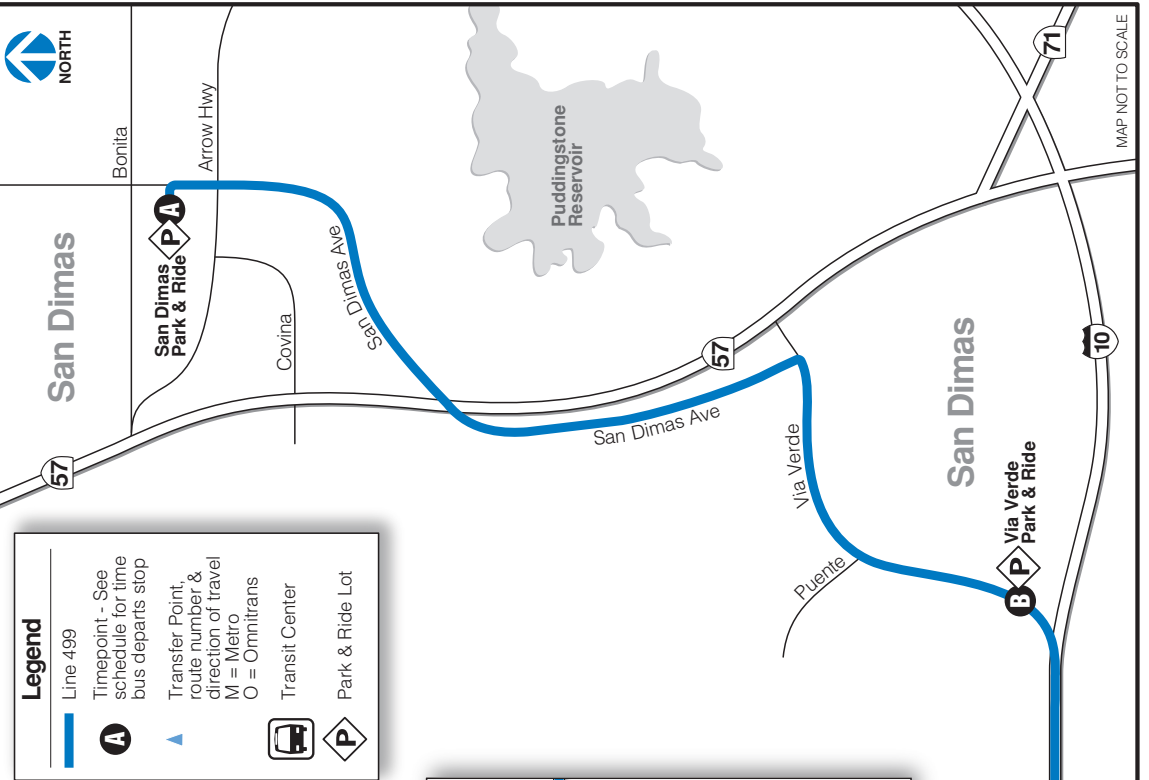 NORTH
Bonita
Arrow Hwy
San Dimas
A
P
San Dimas
Park & Ride
San Dimas Ave
Covina
Puddingstone
Reservoir
57
57
71
10
San Dimas Ave
Via Verde
Puente
San Dimas
B
P
Via Verde
Park & Ride
MAP NOT TO SCALE
Legend
Line 499
A
Timepoint - See
schedule for time
bus departs stop
Transfer Point,
route number &
direction of travel
M = Metro
O = Omnitrans
Transit Center
P
Park & Ride Lot